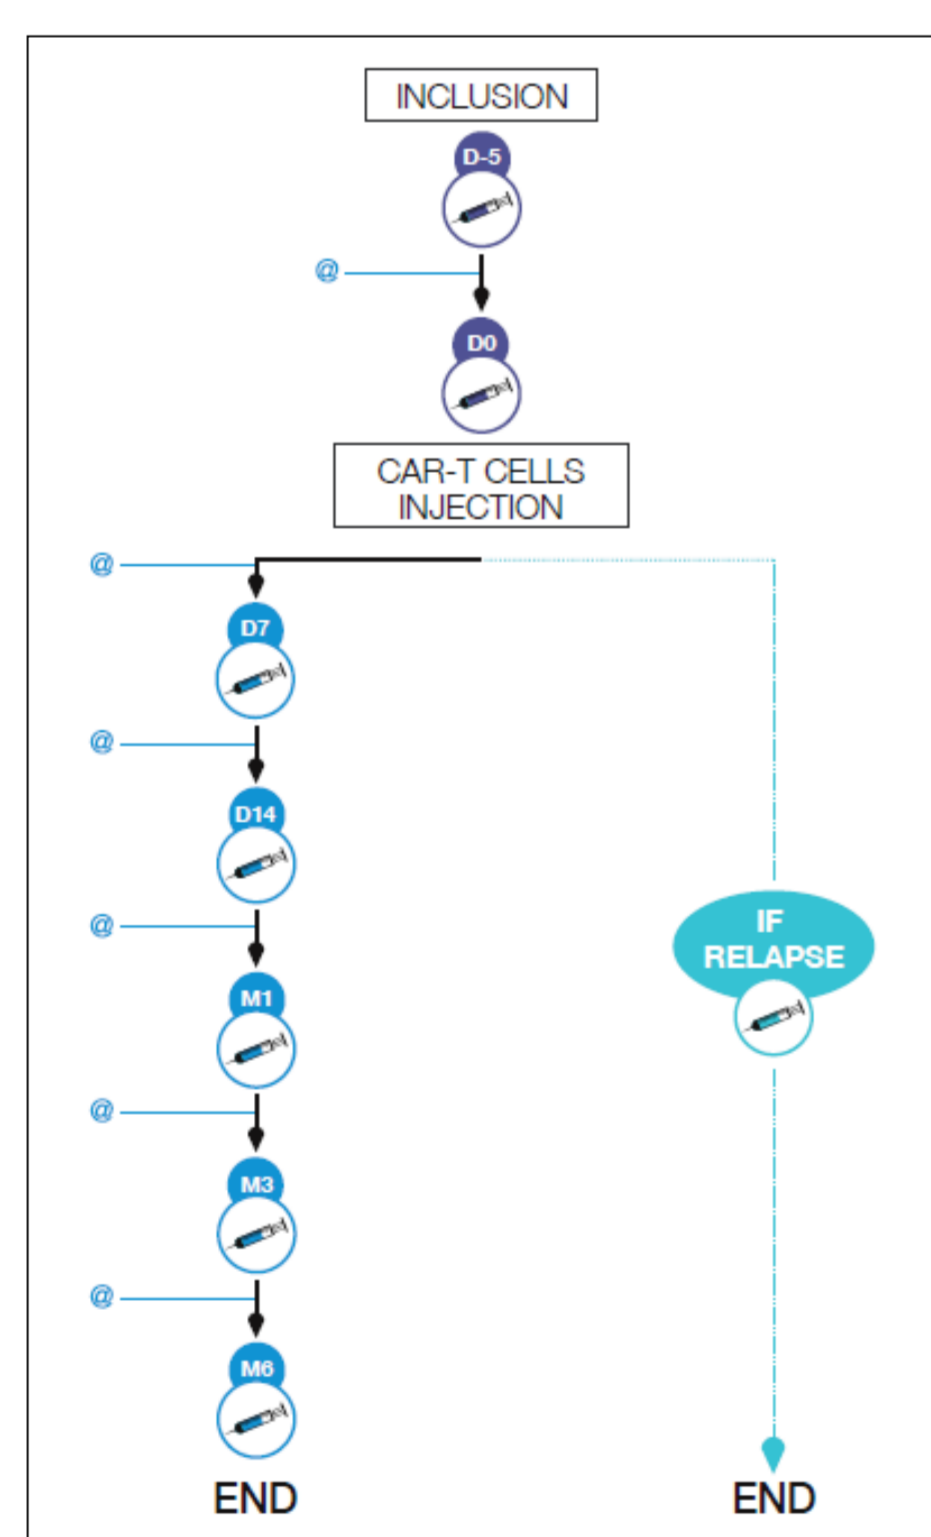 INCLUSION
D-5
@
D0
CAR-T CELLS
INJECTION
@
D7
@
D14
@
M1
@
M3
@
M6
END
IF
RELAPSE
END